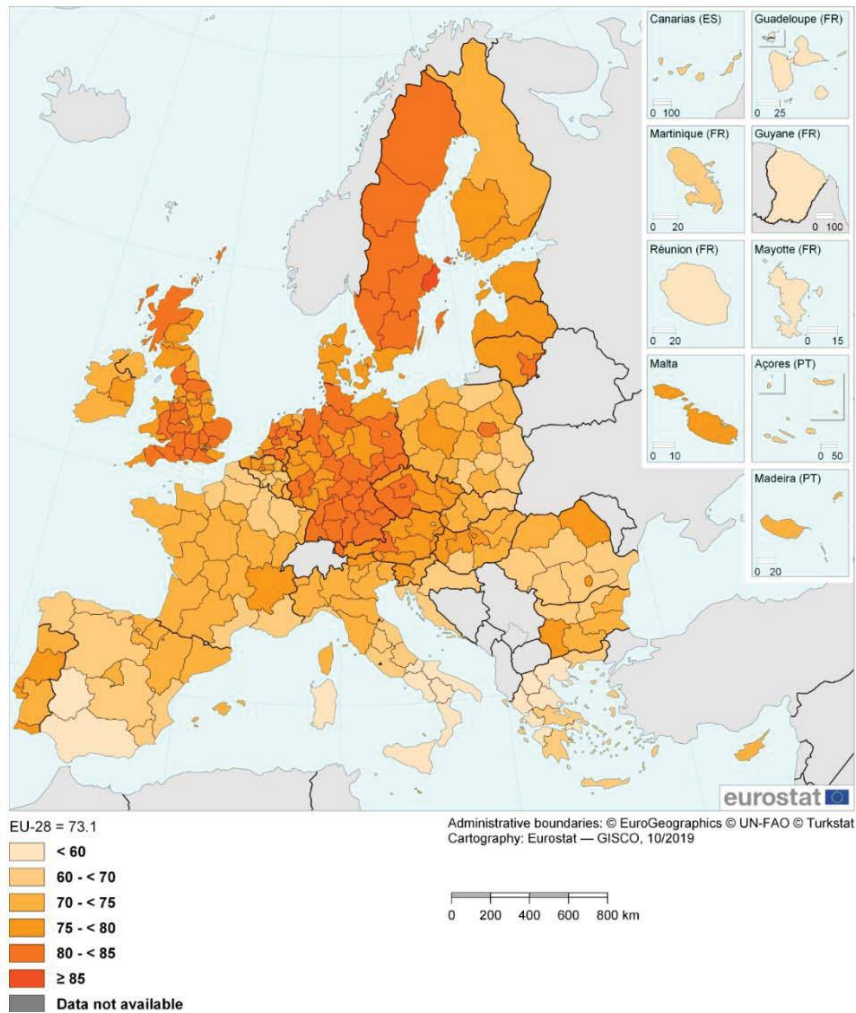 Canarias (ES)
0 100
Guadeloupe (FR)
0 25
Martinique (FR)
0 20
Guyane (FR)
0 100
Réunion (FR)
0 20
Mayotte (FR)
0 15
Malta
0 10
Açores (PT)
0 50
Madeira (PT)
0 20
eurostat
EU-28 = 73.1
< 60
60 - < 70
70 - < 75
75 - < 80
80 - < 85
≥ 85
Data not available
Administrative boundaries: © EuroGeographics © UN-FAO © Turkstat
Cartography: Eurostat — GISCO, 10/2019
0 200 400 600 800 km